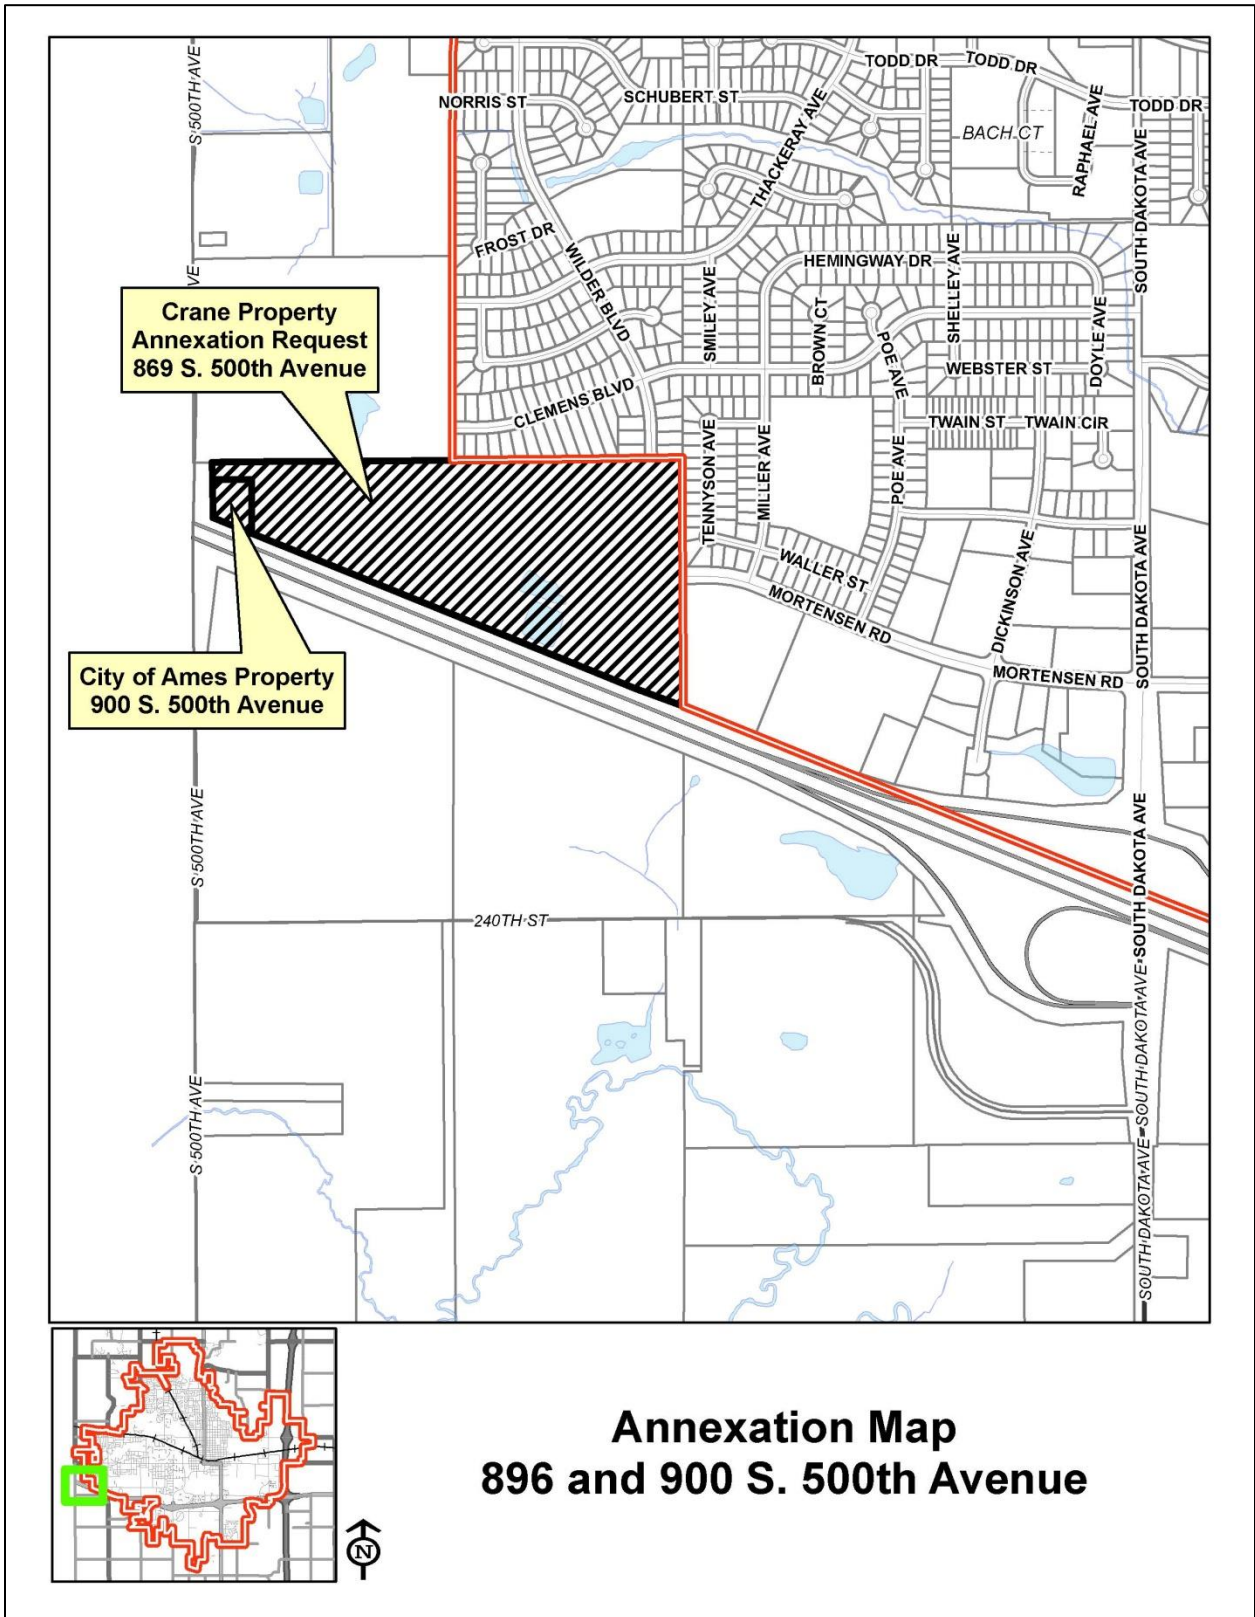 S 500TH AVE
TODD DR
TODD DR
TODD DR
NORRIS ST
SCHUBERT ST
THACKERAY AVE
BACH CT
RAPHAEL AVE
SOUTH DAKOTA AVE
FROST DR
WILDER BLVD
HEMINGWAY DR
SHELLEY AVE
SMILEY AVE
BROWN CT
POE AVE
DOYLE AVE
VE
Crane Property
Annexation Request
869 S. 500th Avenue
WEBSTER ST
CLEMENS BLVD
TWAIN ST
TWAIN CIR
TENNYSON AVE
MILLER AVE
POE AVE
WALLER ST
MORTENSEN RD
DICKINSON AVE
SOUTH DAKOTA AVE
MORTENSEN RD
City of Ames Property
900 S. 500th Avenue
S 500TH AVE
SOUTH DAKOTA AVE
240TH ST
SOUTH DAKOTA AVE
S 500TH AVE
SOUTH DAKOTA AVE
SOUTH DAKOTA AVE
Annexation Map
896 and 900 S. 500th Avenue
N